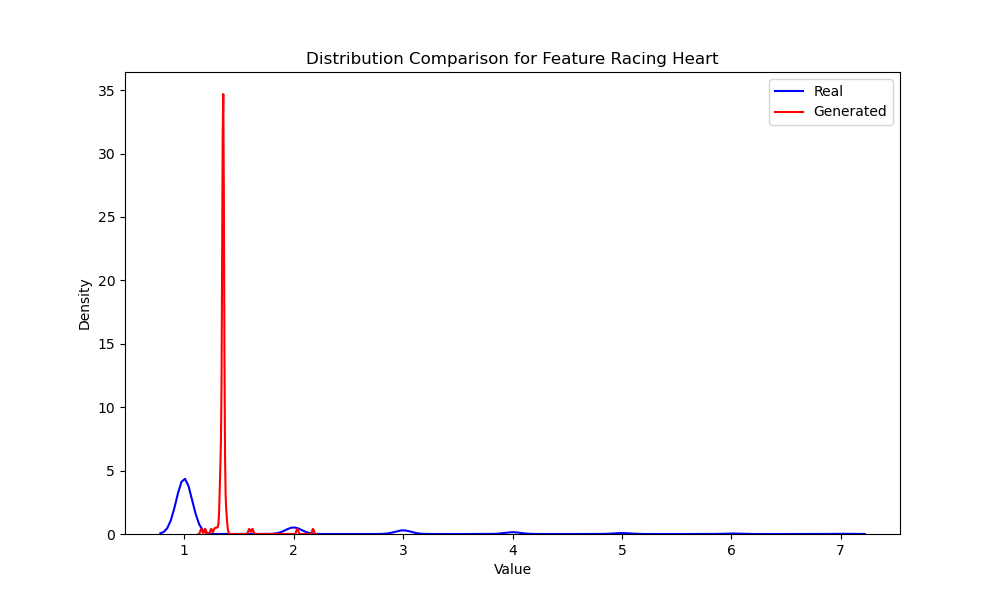 Distribution Comparison for Feature Racing Heart
Real
Generated
35
30
25
20
15
10
5
0
Density
1 2 3 4 5 6 7
Value